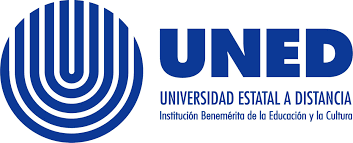 UNED
UNIVERSIDAD ESTATAL A DISTANCIA
Institución Benemérita de la Educación y la Cultura